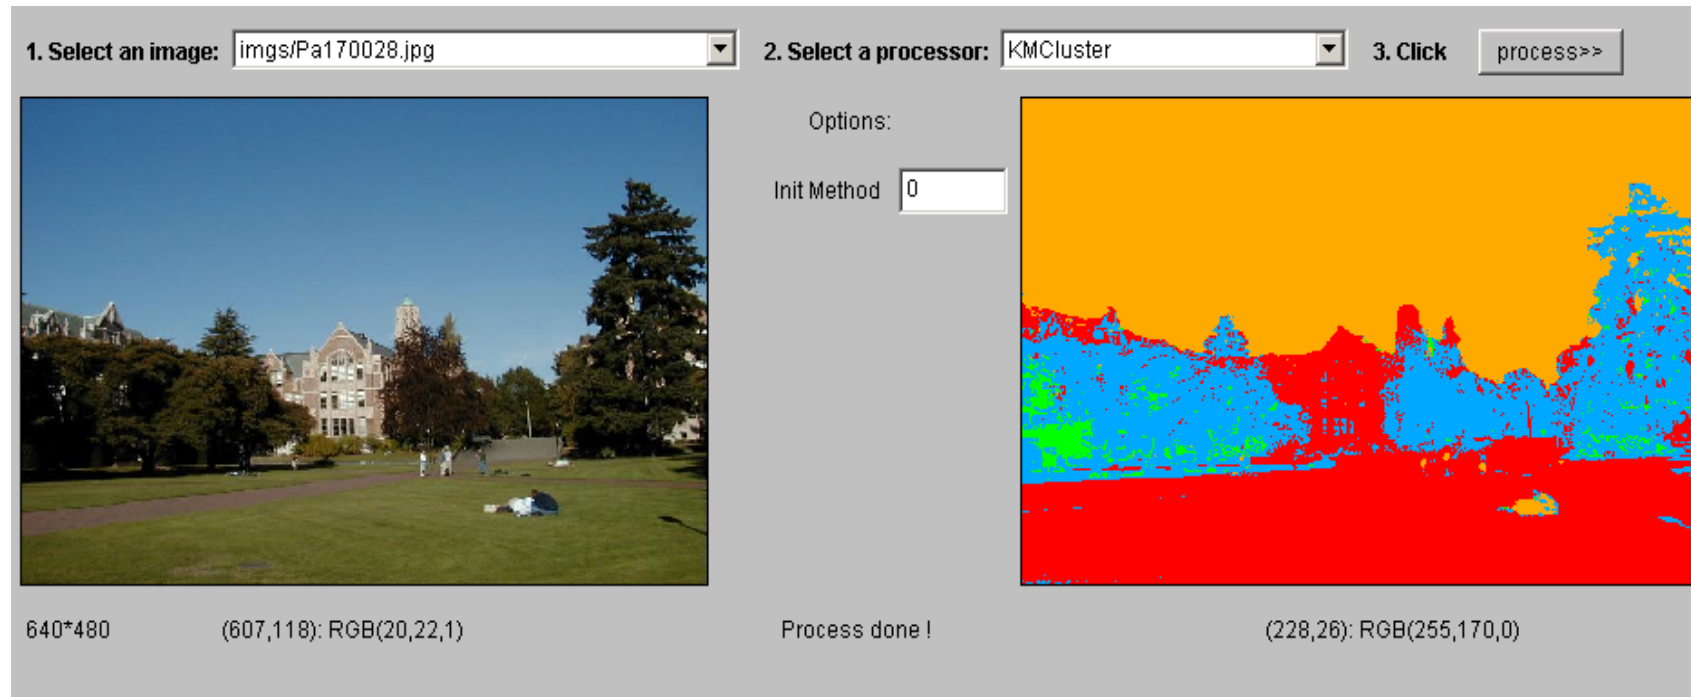 1. Select an image: imgs/Pa170028.jpg 2. Select a processor: KMCluster 3. Click process>>
Options:
Init Method 0
640*480 (607,118): RGB(20,22,1) Process done ! (228,26): RGB(255,170,0)